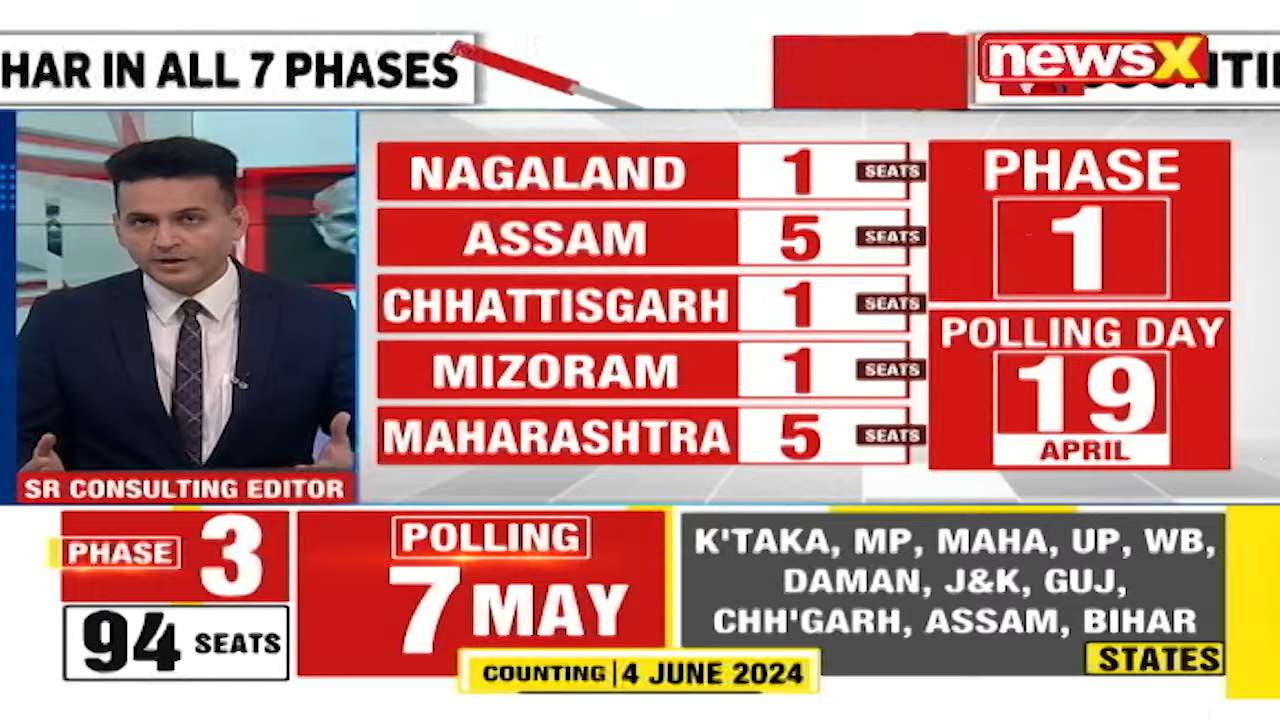 HAR IN ALL 7 PHASES
newsX
NAGALAND 1 SEATS
ASSAM 5 SEATS
CHHATTISGARH 1 SEATS
MIZORAM 1 SEATS
MAHARASHTRA 5 SEATS
PHASE
1
POLLING DAY
19
APRIL
SR CONSULTING EDITOR
PHASE 3
94 SEATS
POLLING
7 MAY
K'TAKA, MP, MAHA, UP, WB,
DAMAN, J&K, GUJ,
CHH'GARH, ASSAM, BIHAR
STATES
COUNTING 4 JUNE 2024